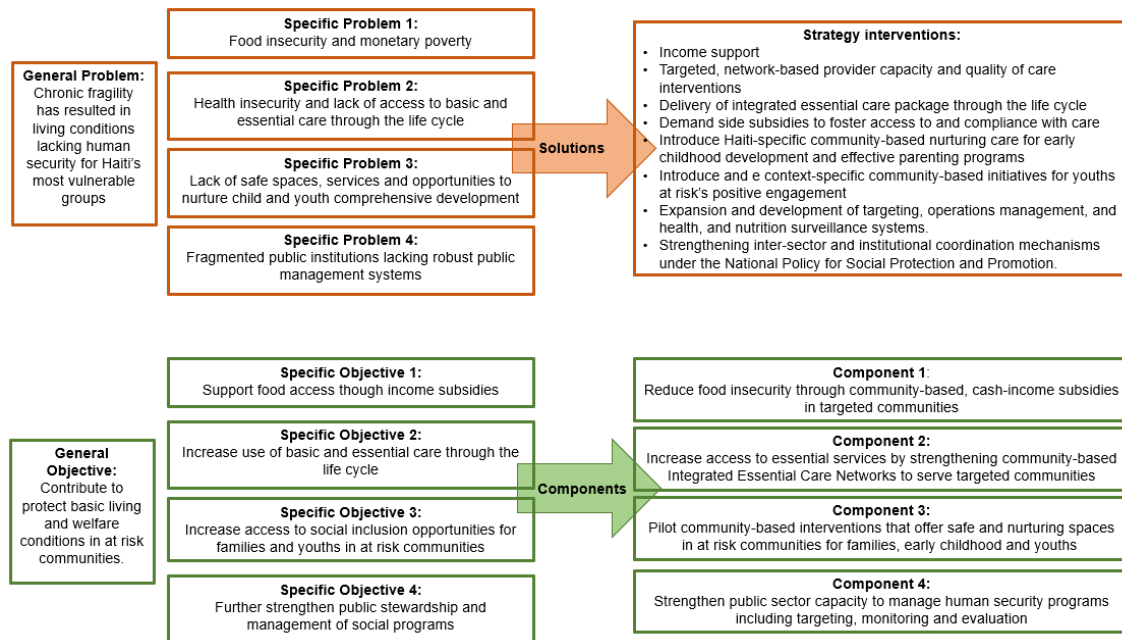 General Problem:
Chronic fragility
has resulted in
living conditions
lacking human
security for Haiti's
most vulnerable
groups
Specific Problem 1:
Food insecurity and monetary poverty
Specific Problem 2:
Health insecurity and lack of access to basic and
essential care through the life cycle
Specific Problem 3:
Lack of safe spaces, services and opportunities to
nurture child and youth comprehensive development
Specific Problem 4:
Fragmented public institutions lacking robust public
management systems
Solutions
Strategy interventions:
• Income support
• Targeted, network-based provider capacity and quality of care
interventions
• Delivery of integrated essential care package through the life cycle
• Demand side subsidies to foster access to and compliance with care
• Introduce Haiti-specific community-based nurturing care for early
childhood development and effective parenting programs
• Introduce and e context-specific community-based initiatives for youths
at risk's positive engagement
• Expansion and development of targeting, operations management, and
health, and nutrition surveillance systems.
• Strengthening inter-sector and institutional coordination mechanisms
under the National Policy for Social Protection and Promotion.
General
Objective:
Contribute to
protect basic living
and welfare
conditions in at risk
communities.
Specific Objective 1:
Support food access though income subsidies
Specific Objective 2:
Increase use of basic and essential care through the
life cycle
Specific Objective 3:
Increase access to social inclusion opportunities for
families and youths in at risk communities
Specific Objective 4:
Further strengthen public stewardship and
management of social programs
Components
Component 1:
Reduce food insecurity through community-based, cash-income subsidies
in targeted communities
Component 2:
Increase access to essential services by strengthening community-based
Integrated Essential Care Networks to serve targeted communities
Component 3:
Pilot community-based interventions that offer safe and nurturing spaces
in at risk communities for families, early childhood and youths
Component 4:
Strengthen public sector capacity to manage human security programs
including targeting, monitoring and evaluation